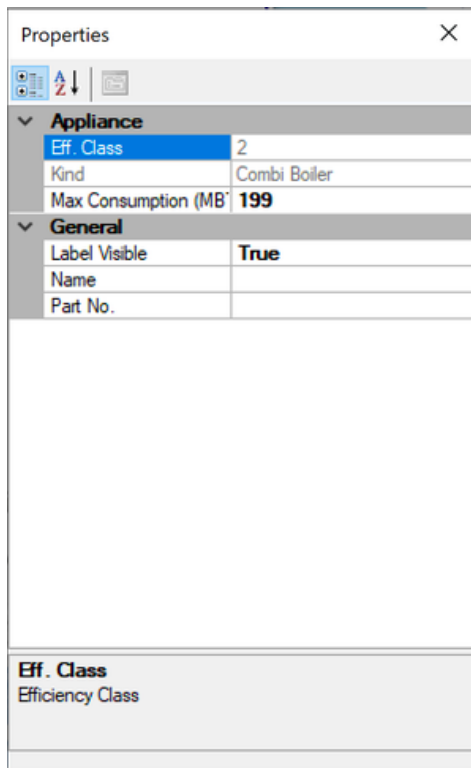 Properties
Appliance
Eff. Class 2
Kind Combi Boiler
Max Consumption (MB 199
General
Label Visible True
Name
Part No.
Eff. Class
Efficiency Class